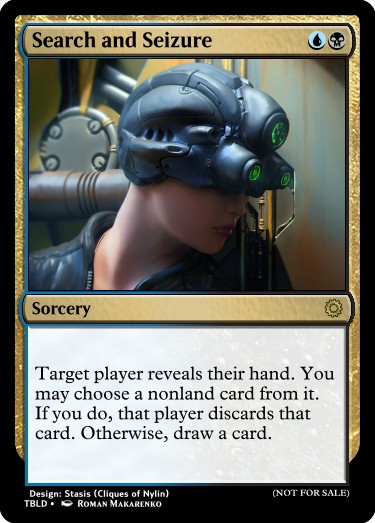 Search and Seizure
Sorcery
Target player reveals their hand. You
may choose a nonland card from it.
If you do, that player discards that
card. Otherwise, draw a card.
Design: Stasis (Cliques of Nylin) (NOT FOR SALE)
TBLD • Roman Makarenko